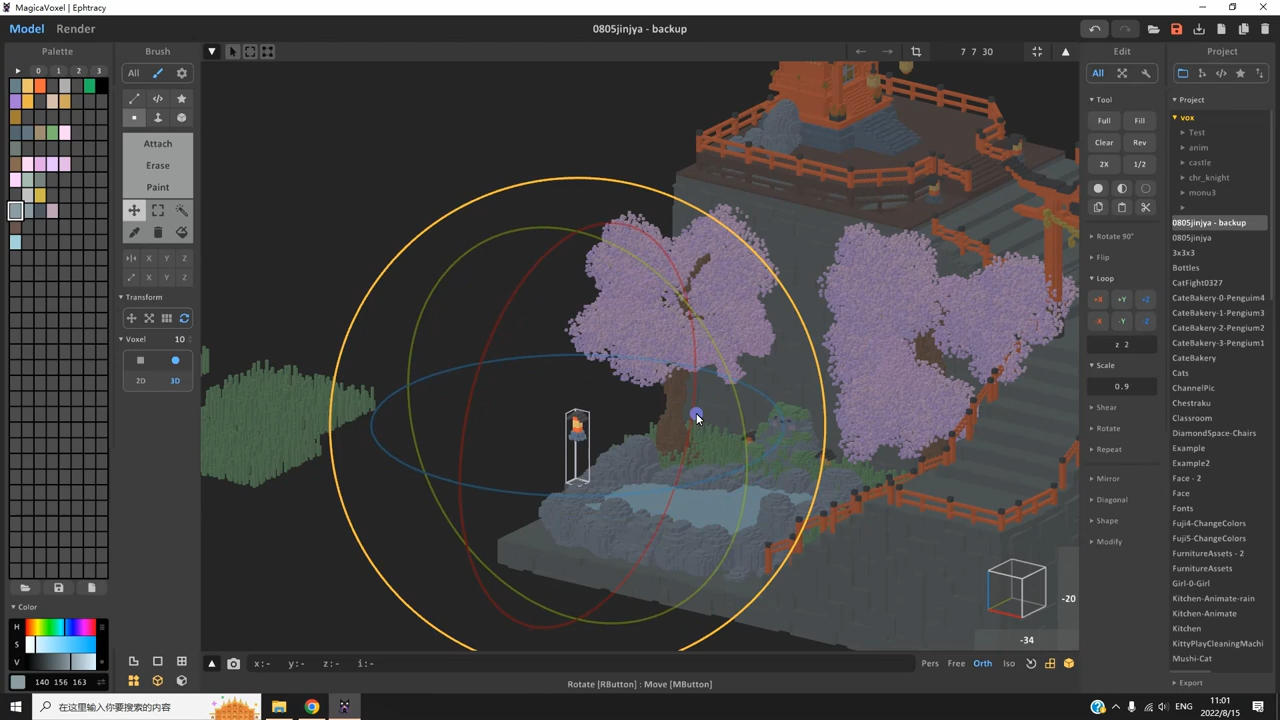 MagicaVoxel | Ephtracy
Model Render
0805jinjya - backup
Palette
Brush
7 7 30
Edit
Project
0 1 2 3
All
All
Tool
Full Fill
Clear Rev
2X 1/2
Attach
Erase
Paint
X Y Z
X Y Z
Transform
Voxel 10
2D 3D
Rotate 90°
Flip
Loop
+X +Y +Z
-X -Y -Z
z 2
Scale
0.9
Shear
Rotate
Repeat
Mirror
Diagonal
Shape
Modify
Project
vox
Test
anim
castle
chr_knight
monu3
0805jinjya - backup
0805jinjya
3x3x3
Bottles
CatFight0327
CateBakery-0-Penguim4
CateBakery-1-Pengium3
CateBakery-2-Pengium2
CateBakery-3-Pengium1
CateBakery
Cats
ChannelPic
Chestraku
Classroom
DiamondSpace-Chairs
Example
Example2
Face - 2
Face
Fonts
Fuji4-ChangeColors
Fuji5-ChangeColors
FurnitureAssets - 2
FurnitureAssets
Girl-0-Girl
Kitchen-Animate-rain
Kitchen-Animate
Kitchen
KittyPlayCleaningMachi
Mushi-Cat
Export
Color
H
S
V
140 156 163
-20
-34
x:- y:- z:- i:-
Pers Free Orth Iso
Rotate [RButton] : Move [MButton]
在这里输入你要搜索的内容
ENG
11:01
2022/8/15